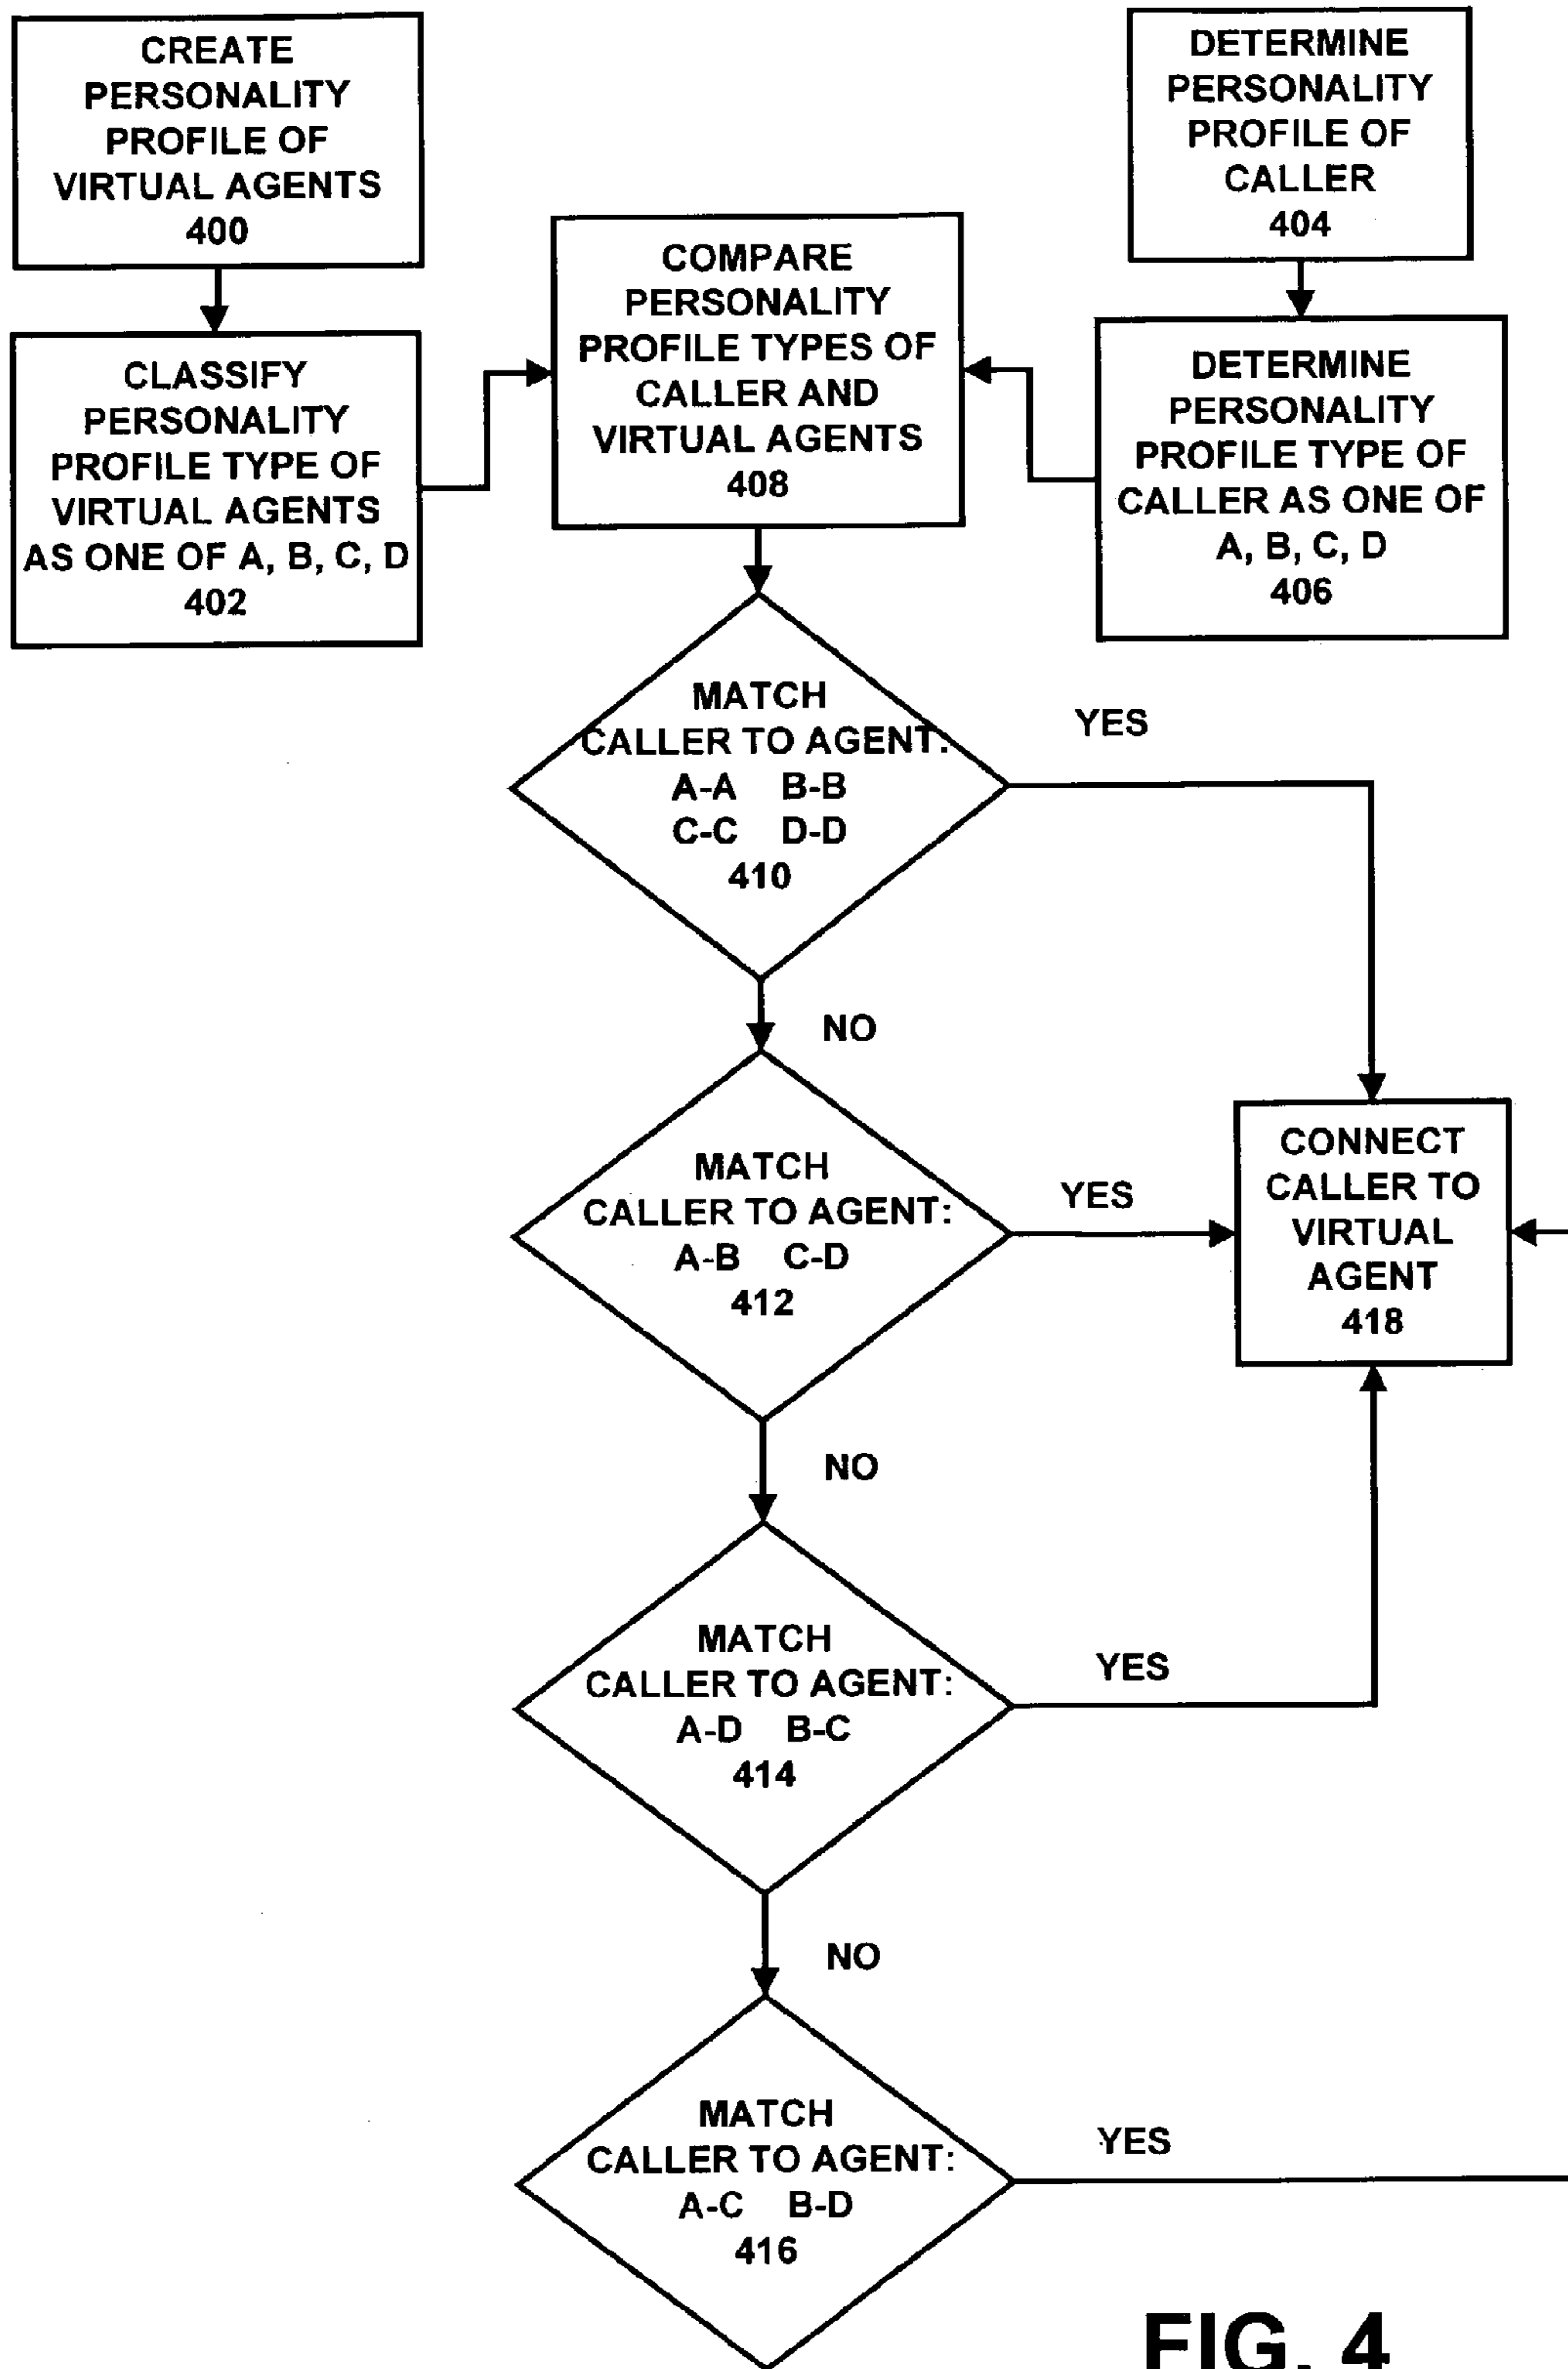 CREATE
PERSONALITY
PROFILE OF
VIRTUAL AGENTS
400
CLASSIFY
PERSONALITY
PROFILE TYPE OF
VIRTUAL AGENTS
AS ONE OF A, B, C, D
402
DETERMINE
PERSONALITY
PROFILE OF
CALLER
404
DETERMINE
PERSONALITY
PROFILE TYPE OF
CALLER AS ONE OF
A, B, C, D
406
COMPARE
PERSONALITY
PROFILE TYPES OF
CALLER AND
VIRTUAL AGENTS
408
MATCH
CALLER TO AGENT:
A-A B-B
C-C D-D
410
YES
NO
MATCH
CALLER TO AGENT:
A-B C-D
412
YES
CONNECT
CALLER TO
VIRTUAL
AGENT
418
NO
MATCH
CALLER TO AGENT:
A-D B-C
414
YES
NO
MATCH
CALLER TO AGENT:
A-C B-D
416
YES
FIG. 4